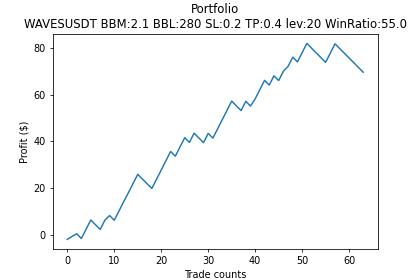 Portfolio
WAVESUSDT BBM:2.1 BBL:280 SL:0.2 TP:0.4 lev:20 WinRatio:55.0
Profit ($)
80
60
40
20
0
0 10 20 30 40 50 60
Trade counts